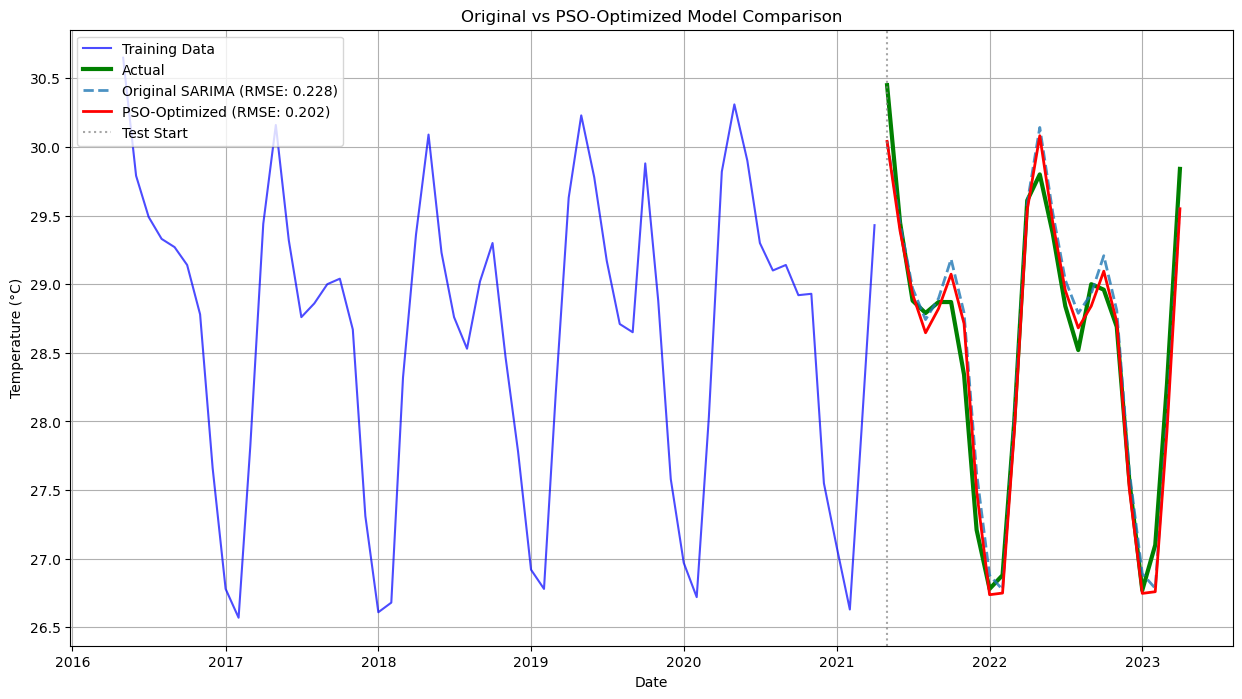 Original vs PSO-Optimized Model Comparison
Training Data
Actual
Original SARIMA (RMSE: 0.228)
PSO-Optimized (RMSE: 0.202)
Test Start
Temperature (°C)
30.5
30.0
29.5
29.0
28.5
28.0
27.5
27.0
26.5
2016 2017 2018 2019 2020 2021 2022 2023
Date